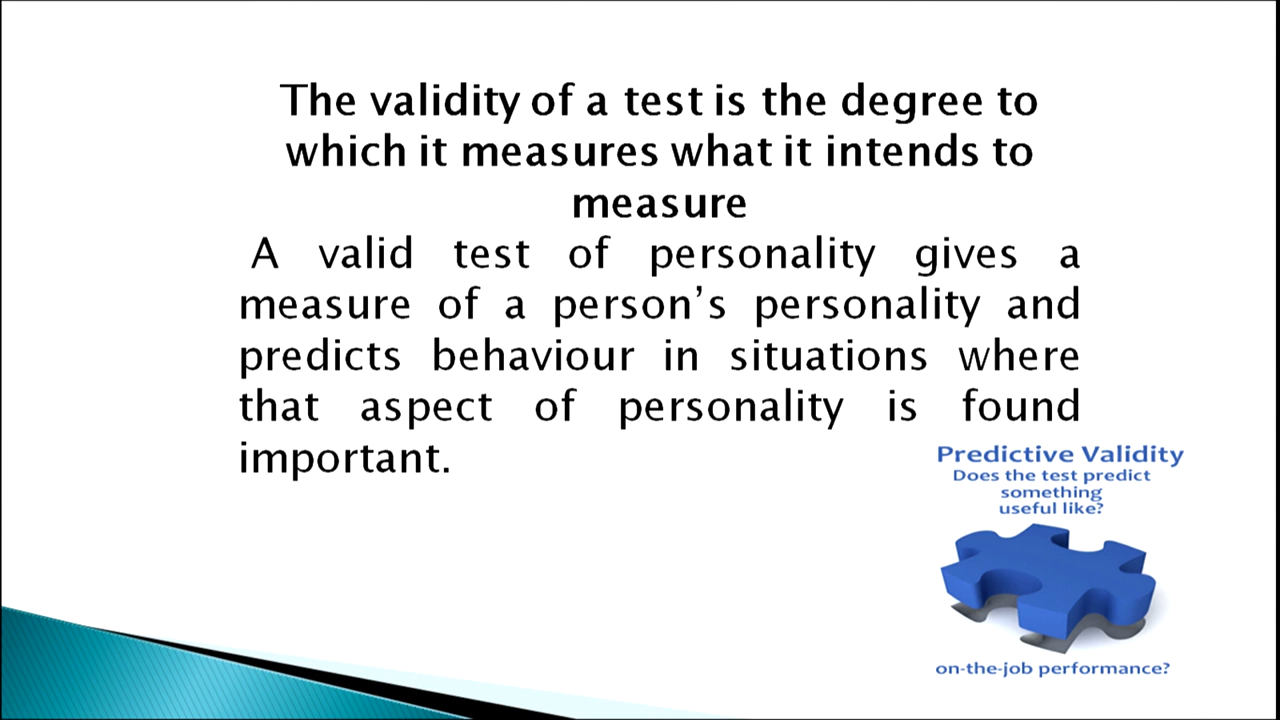 The validity of a test is the degree to
which it measures what it intends to
measure
A valid test of personality gives a
measure of a person’s personality and
predicts behaviour in situations where
that aspect of personality is found
important.
Predictive Validity
Does the test predict
something
useful like?
on-the-job performance?